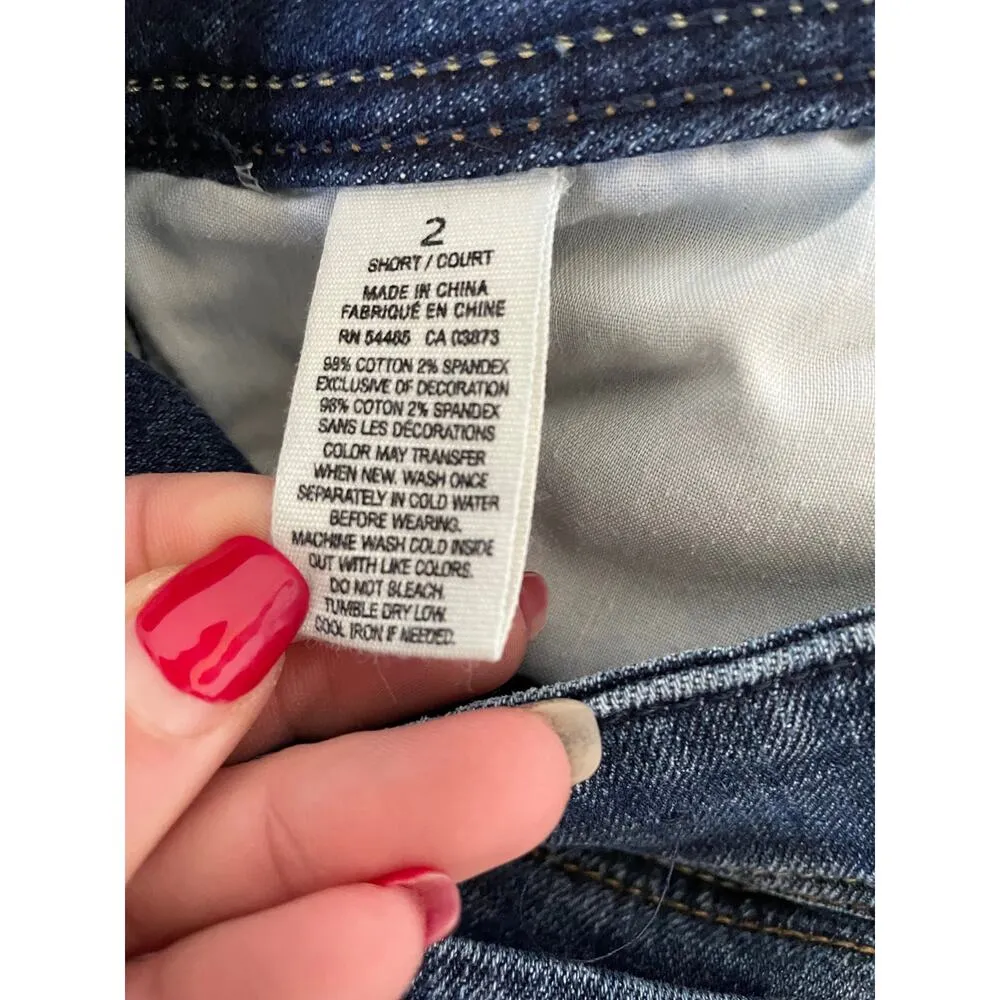 2
SHORT / COURT
MADE IN CHINA
FABRIQUÉ EN CHINE
RN 54485 CA 03873
98% COTTON 2% SPANDEX
EXCLUSIVE OF DECORATION
98% COTON 2% SPANDEX
SANS LES DÉCORATIONS
COLOR MAY TRANSFER
WHEN NEW. WASH ONCE
SEPARATELY IN COLD WATER
BEFORE WEARING.
MACHINE WASH COLD INSIDE
OUT WITH LIKE COLORS.
DO NOT BLEACH.
TUMBLE DRY LOW.
COOL IRON IF NEEDED.